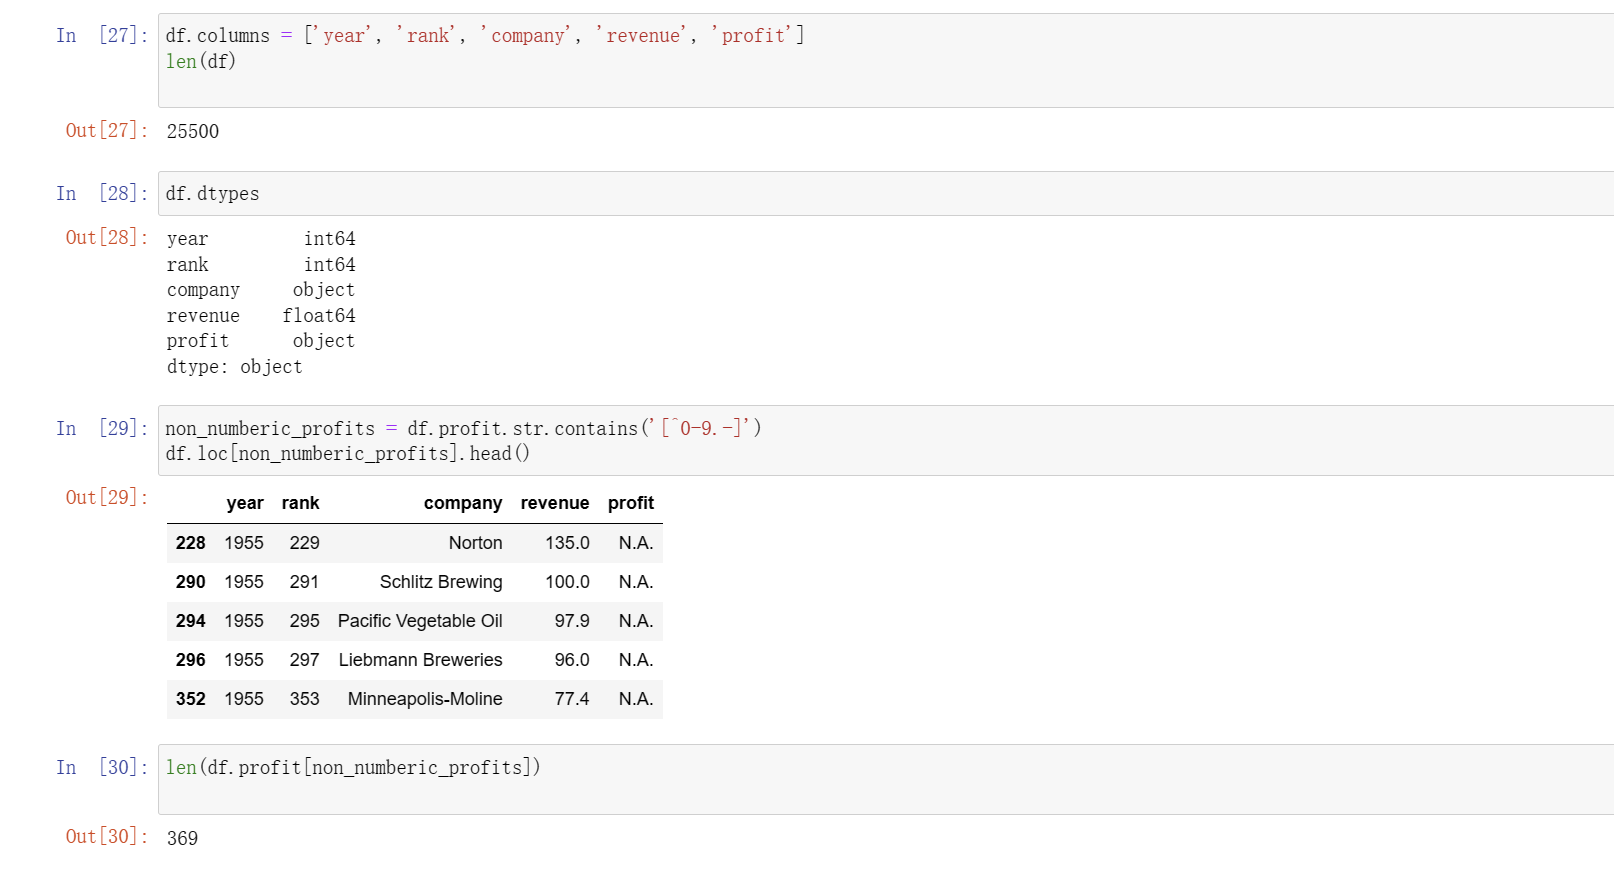 In [27]: df.columns = ['year', 'rank', 'company', 'revenue', 'profit']
len(df)
Out[27]: 25500
In [28]: df.dtypes
Out[28]: year int64
rank int64
company object
revenue float64
profit object
dtype: object
In [29]: non_numberic_profits = df.profit.str.contains('[^0-9.-]')
df.loc[non_numberic_profits].head()
Out[29]:
year rank company revenue profit
228 1955 229 Norton 135.0 N.A.
290 1955 291 Schlitz Brewing 100.0 N.A.
294 1955 295 Pacific Vegetable Oil 97.9 N.A.
296 1955 297 Liebmann Breweries 96.0 N.A.
352 1955 353 Minneapolis-Moline 77.4 N.A.
In [30]: len(df.profit[non_numberic_profits])
Out[30]: 369